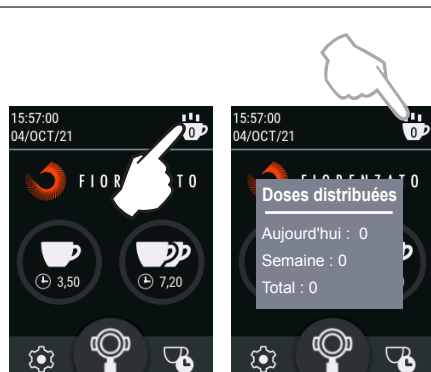 15:57:00
04/OCT/21
0
FIOR
TO
3,50
7,20
15:57:00
04/OCT/21
0
FIORENZATO
Doses distribuées
Aujourd'hui : 0
Semaine : 0
Total : 0